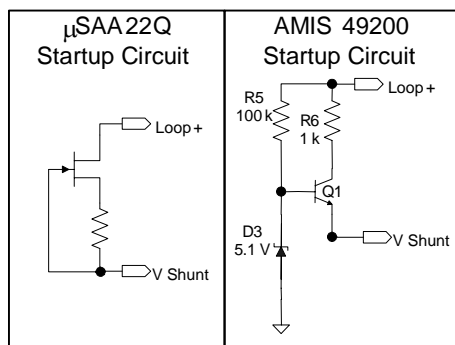 μSAA22Q
Startup Circuit
Loop+
V Shunt
AMIS 49200
Startup Circuit
R5
100 k
Loop+
R6
1 k
Q1
D3
5.1 V
V Shunt